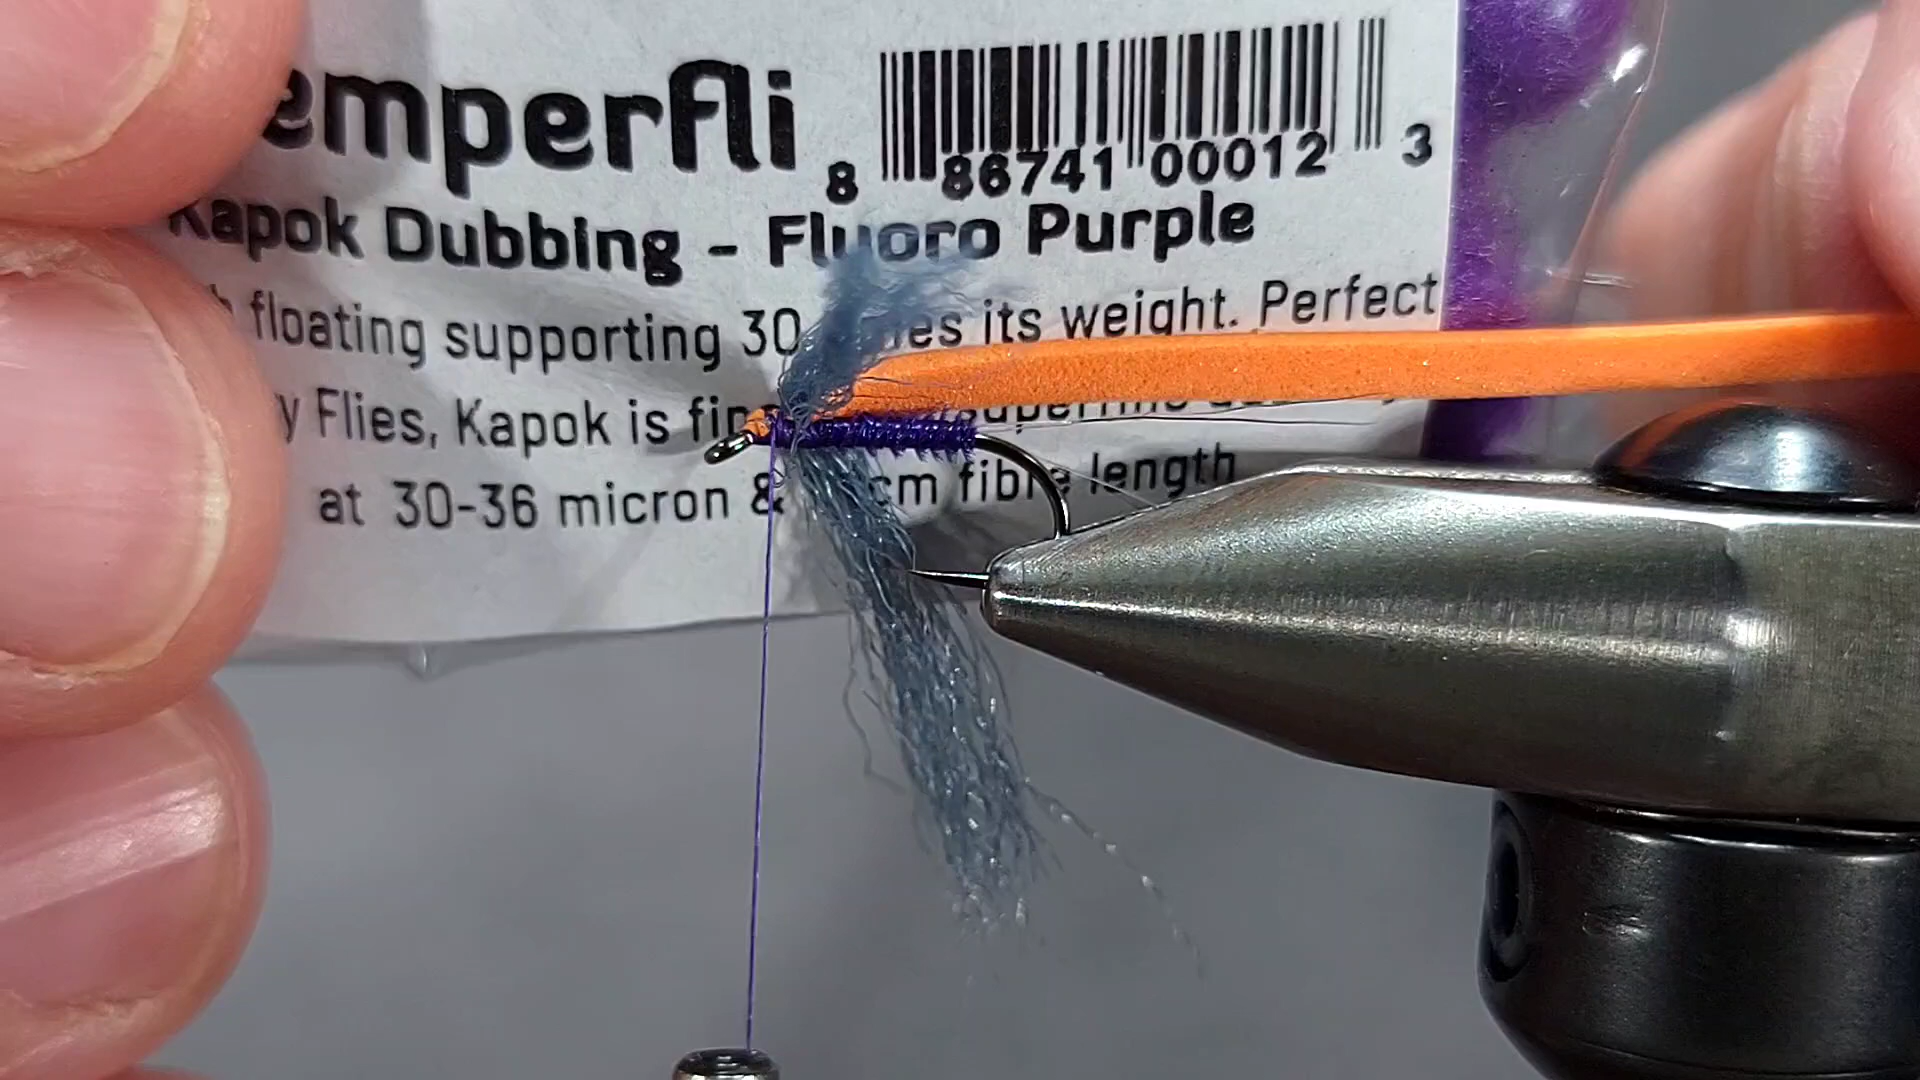 emperfli
8 86741 00012 3
Kapok Dubbing - Fluoro Purple
floating supporting 30 its weight. Perfect
Flies, Kapok is
at 30-36 micron & cm fibre length